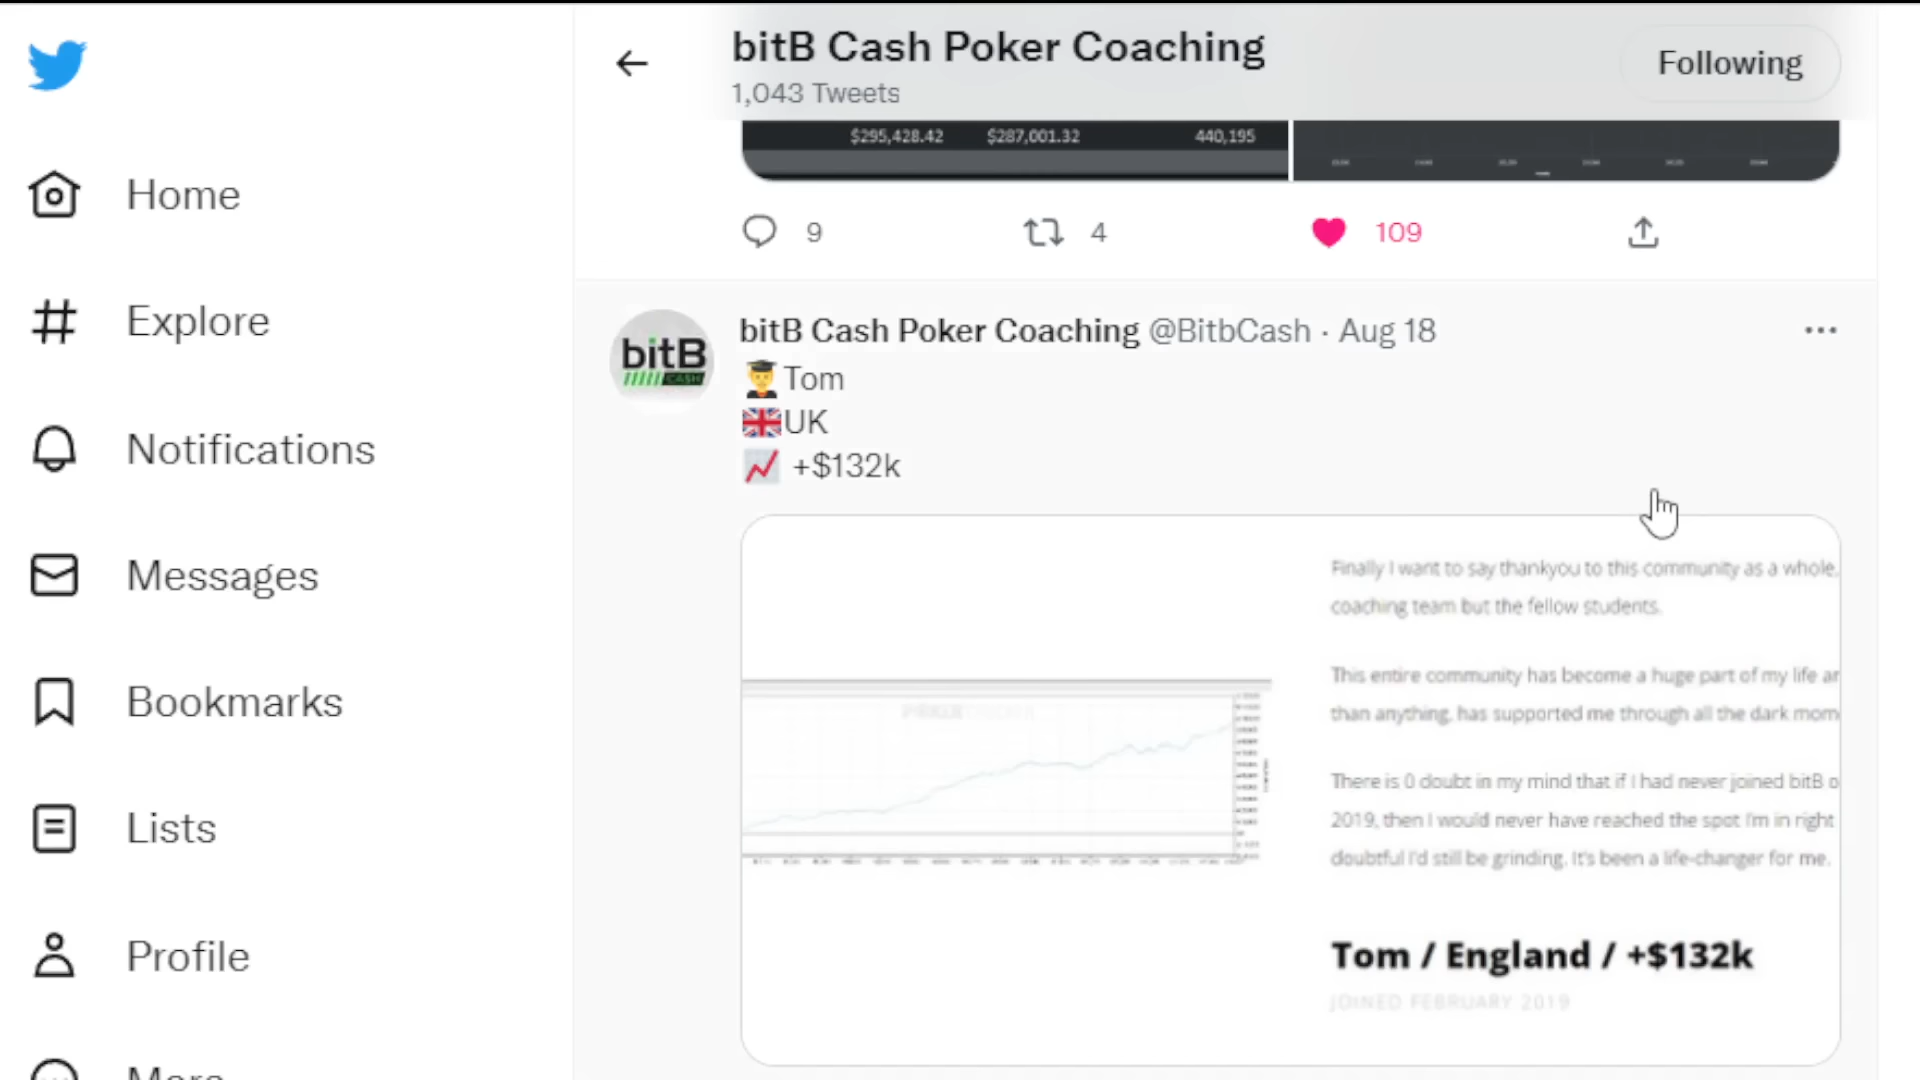 bitB Cash Poker Coaching
1,043 Tweets
Following
$295,428.42 $287,001.32 440,195
9 4 109
Home
Explore
Notifications
Messages
Bookmarks
Lists
Profile
More
bitB Cash Poker Coaching @BitbCash · Aug 18
Tom
UK
+$132k
bitB
CASH
Finally I want to say thankyou to this community as a whole,
coaching team but the fellow students.
This entire community has become a huge part of my life
than anything, has supported me through all the dark
There is 0 doubt in my mind that if I had never joined bitB
2019, then I would never have reached the spot I'm in right
doubtful I'd still be grinding. It's been a life-changer for me.
Tom / England / +$132k
JOINED FEBRUARY 2019